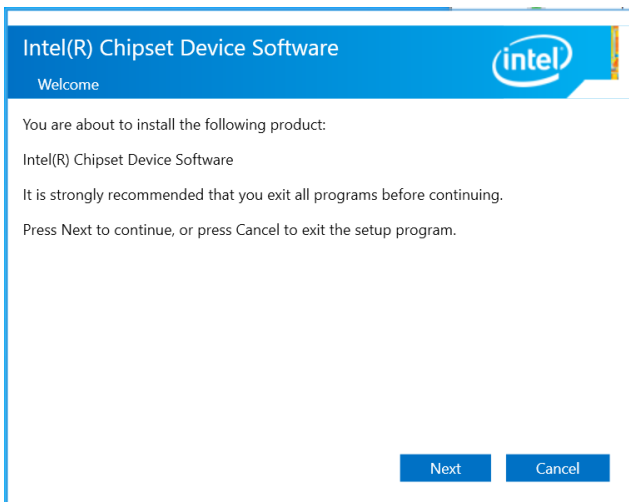 Intel(R) Chipset Device Software
intel
Welcome
You are about to install the following product:
Intel(R) Chipset Device Software
It is strongly recommended that you exit all programs before continuing.
Press Next to continue, or press Cancel to exit the setup program.
Next
Cancel